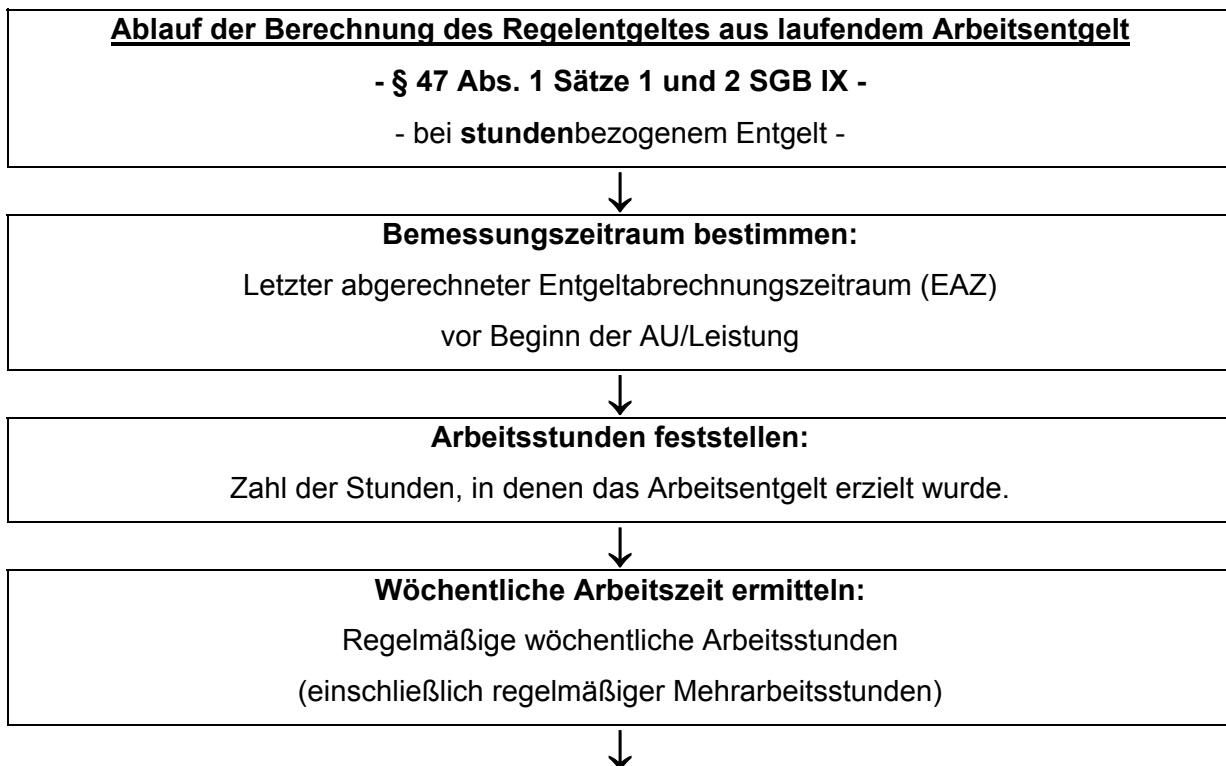 Ablauf der Berechnung des Regelentgeltes aus laufendem Arbeitsentgelt
- § 47 Abs. 1 Sätze 1 und 2 SGB IX -
- bei stundenbezogenem Entgelt -
Bemessungszeitraum bestimmen:
Letzter abgerechneter Entgeltabrechnungszeitraum (EAZ)
vor Beginn der AU/Leistung
Arbeitsstunden feststellen:
Zahl der Stunden, in denen das Arbeitsentgelt erzielt wurde.
Wöchentliche Arbeitszeit ermitteln:
Regelmäßige wöchentliche Arbeitsstunden
(einschließlich regelmäßiger Mehrarbeitsstunden)